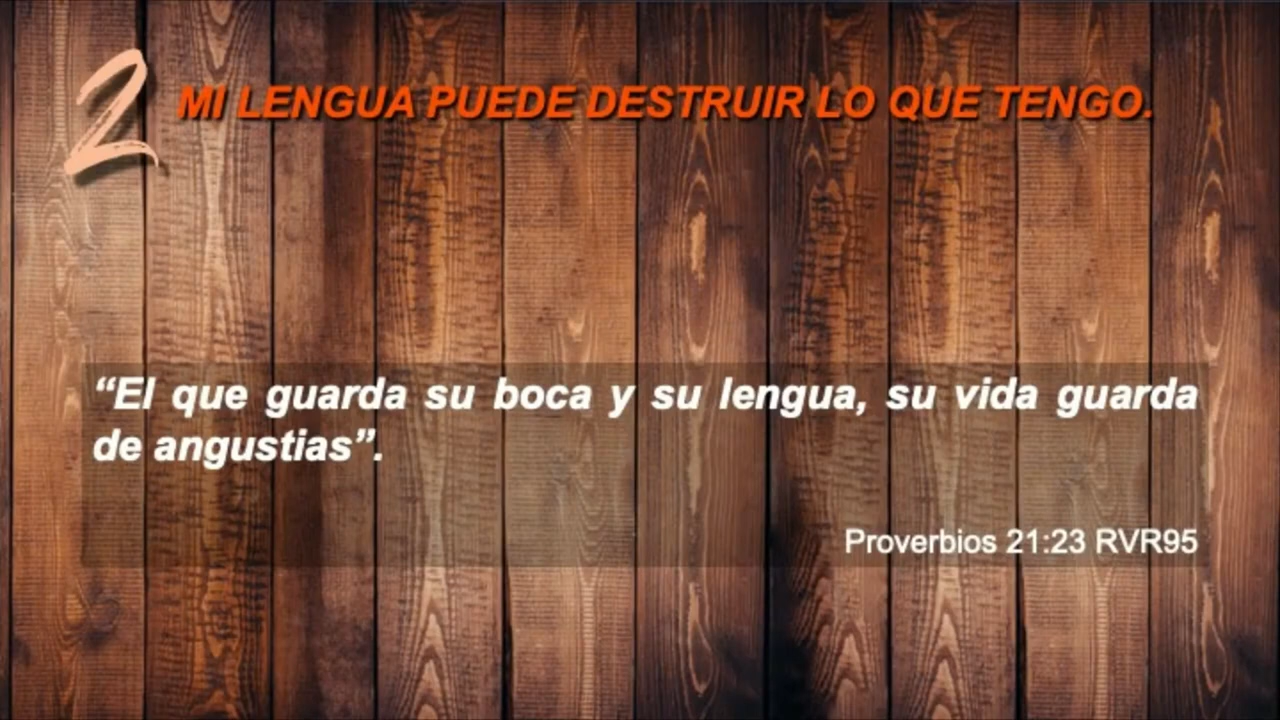 2 MI LENGUA PUEDE DESTRUIR LO QUE TENGO.
“El que guarda su boca y su lengua, su vida guarda
de angustias”.
Proverbios 21:23 RVR95